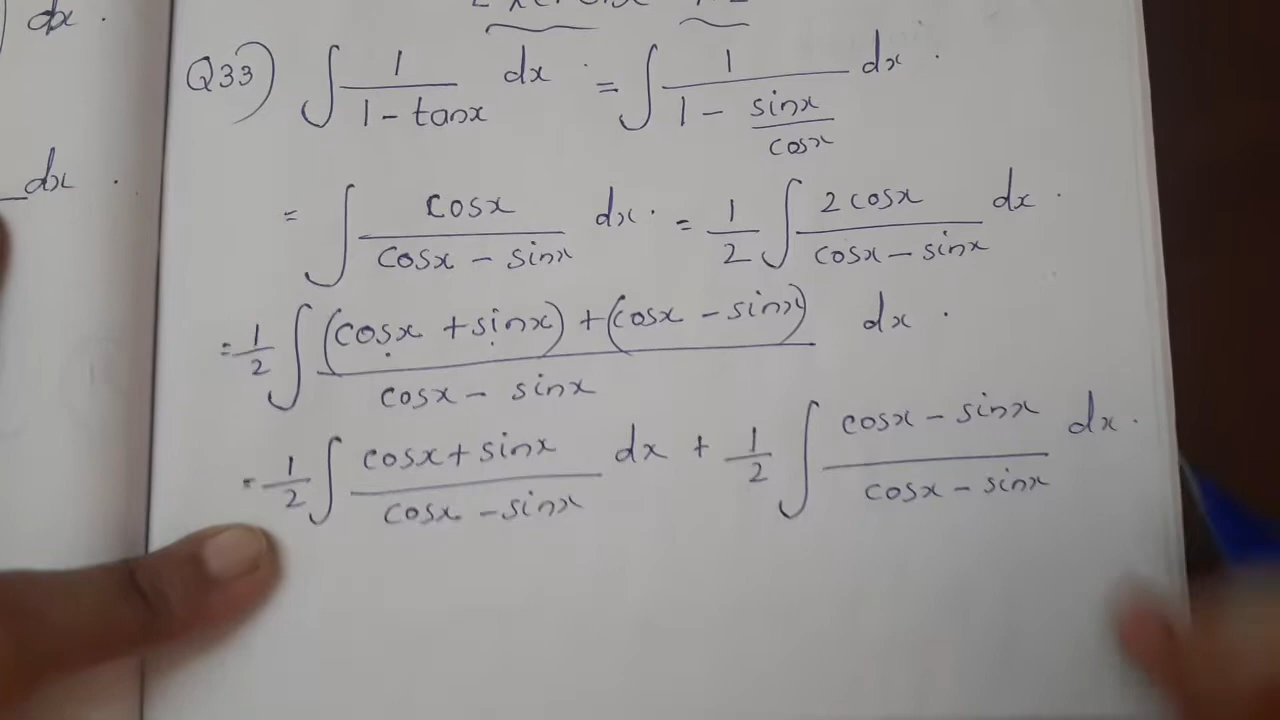 dx .
Q33) ∫ 1/(1 - tanx) dx = ∫ 1/(1 - sinx/cosx) dx .
dx .
= ∫ cosx/(cosx - sinx) dx . = 1/2 ∫ 2cosx/(cosx - sinx) dx .
= 1/2 ∫ ((cosx + sinx) + (cosx - sinx))/(cosx - sinx) dx .
= 1/2 ∫ (cosx + sinx)/(cosx - sinx) dx + 1/2 ∫ (cosx - sinx)/(cosx - sinx) dx .